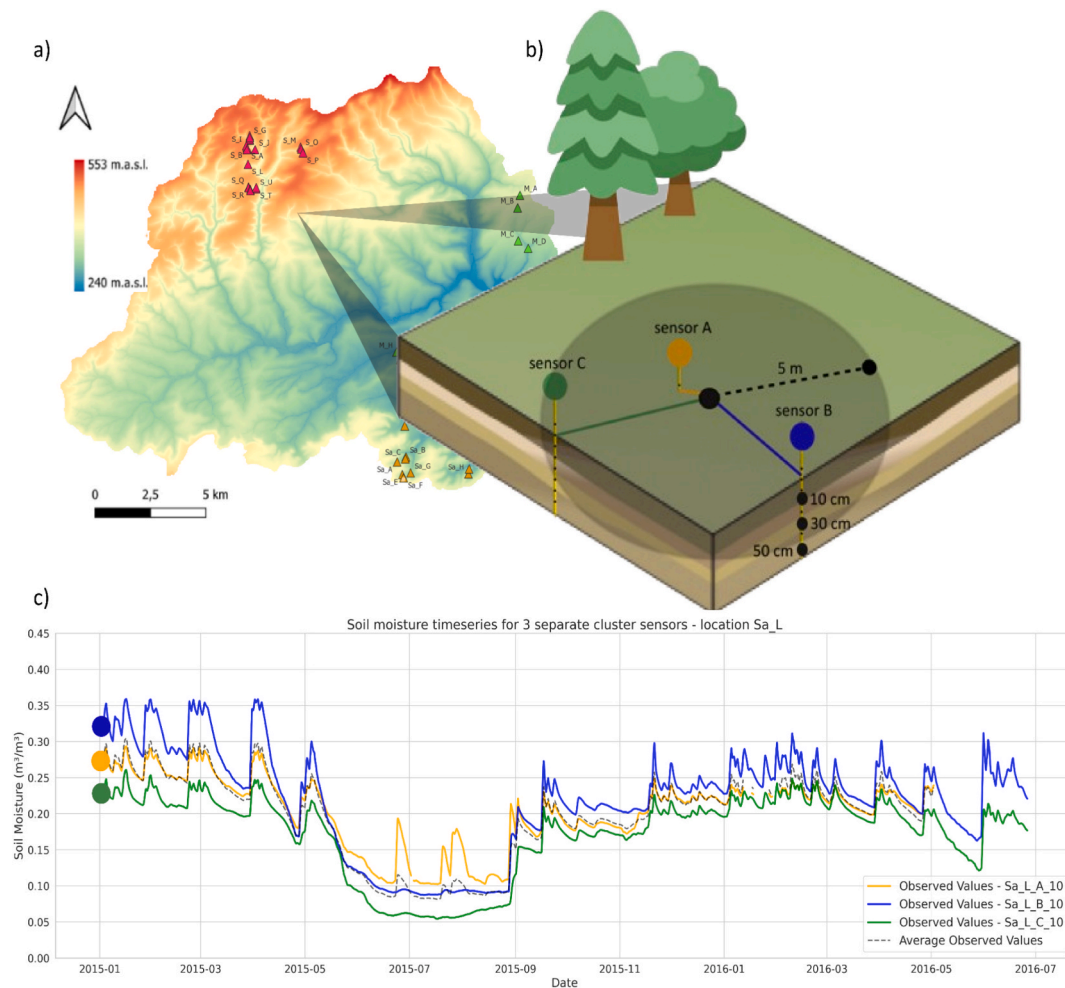 a)
b)
S_G
S_J
S_I
S_B
S_A
S_M
S_O
S_P
S_L
S_Q
S_U
S_R
S_T
553 m.a.s.l.
240 m.a.s.l.
M_A
M_B
M_C
M_D
M_H
Sa_C
Sa_B
Sa_A
Sa_G
Sa_H
Sa_E
Sa_F
0
2,5
5 km
sensor A
sensor C
5 m
sensor B
10 cm
30 cm
50 cm
c)
Soil moisture timeseries for 3 separate cluster sensors - location Sa_L
Soil Moisture (m³/m³)
0.45
0.40
0.35
0.30
0.25
0.20
0.15
0.10
0.05
0.00
Observed Values - Sa_L_A_10
Observed Values - Sa_L_B_10
Observed Values - Sa_L_C_10
Average Observed Values
2015-01
2015-03
2015-05
2015-07
2015-09
2015-11
2016-01
2016-03
2016-05
2016-07
Date